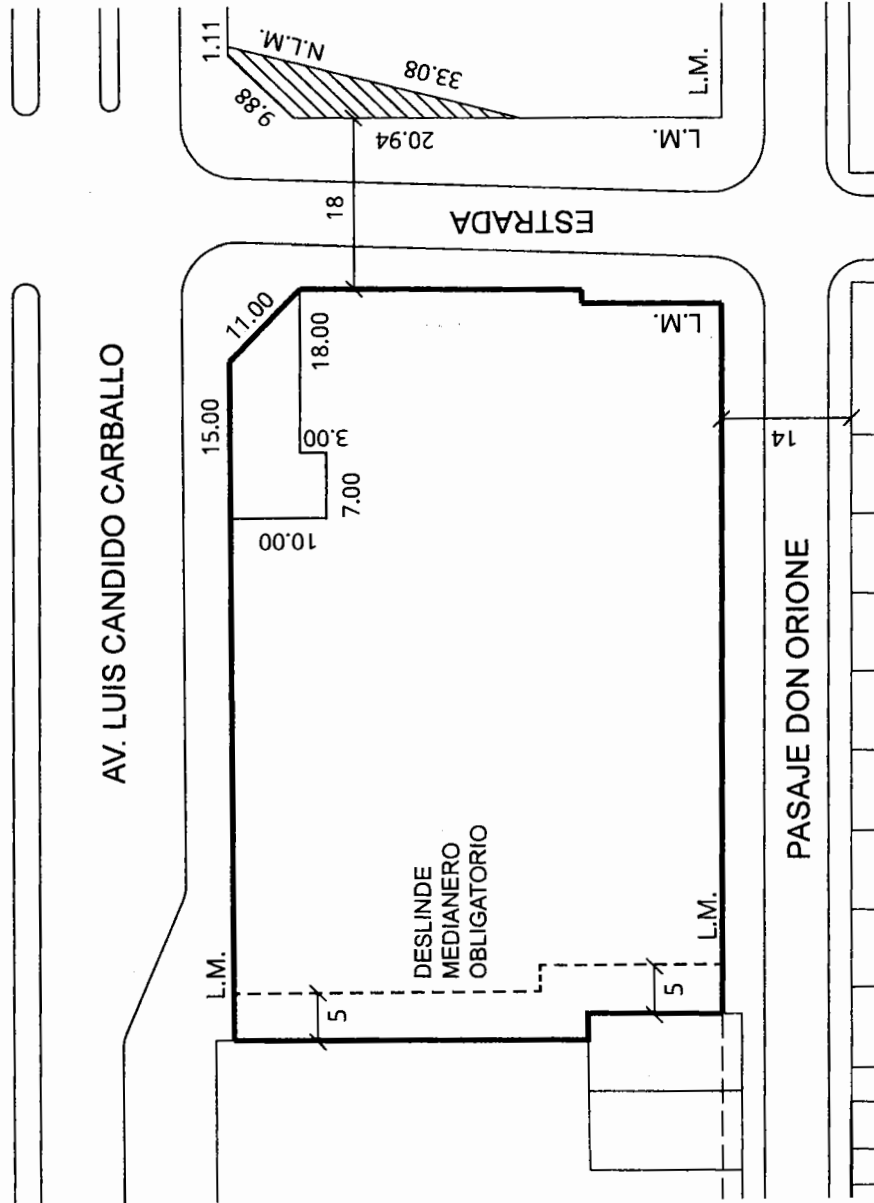 1.11
N.L.M.
9.88
33.08
L.M.
20.94
L.M.
18
ESTRADA
11.00
15.00
18.00
L.M.
3.00
7.00
10.00
14
AV. LUIS CANDIDO CARBALLO
PASAJE DON ORIONE
DESLINDE
MEDIANERO
OBLIGATORIO
L.M.
L.M.
5
5